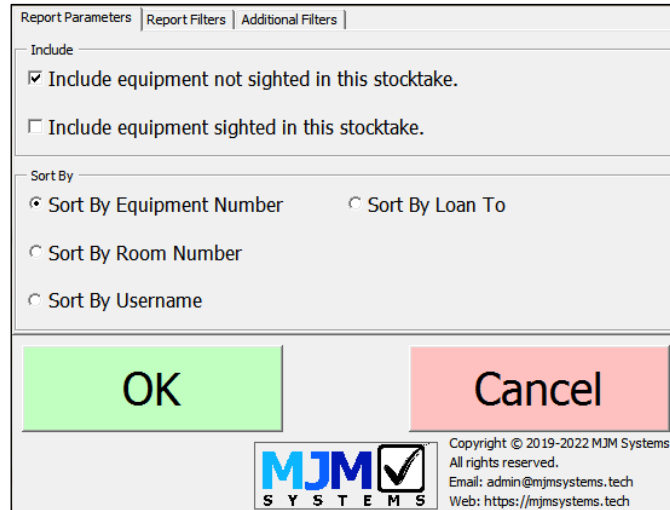 Report Parameters Report Filters Additional Filters
Include
Include equipment not sighted in this stocktake.
Include equipment sighted in this stocktake.
Sort By
Sort By Equipment Number Sort By Loan To
Sort By Room Number
Sort By Username
OK Cancel
MJM
SYSTEMS
Copyright © 2019-2022 MJM Systems
All rights reserved.
Email: admin@mjmsystems.tech
Web: https://mjmsystems.tech